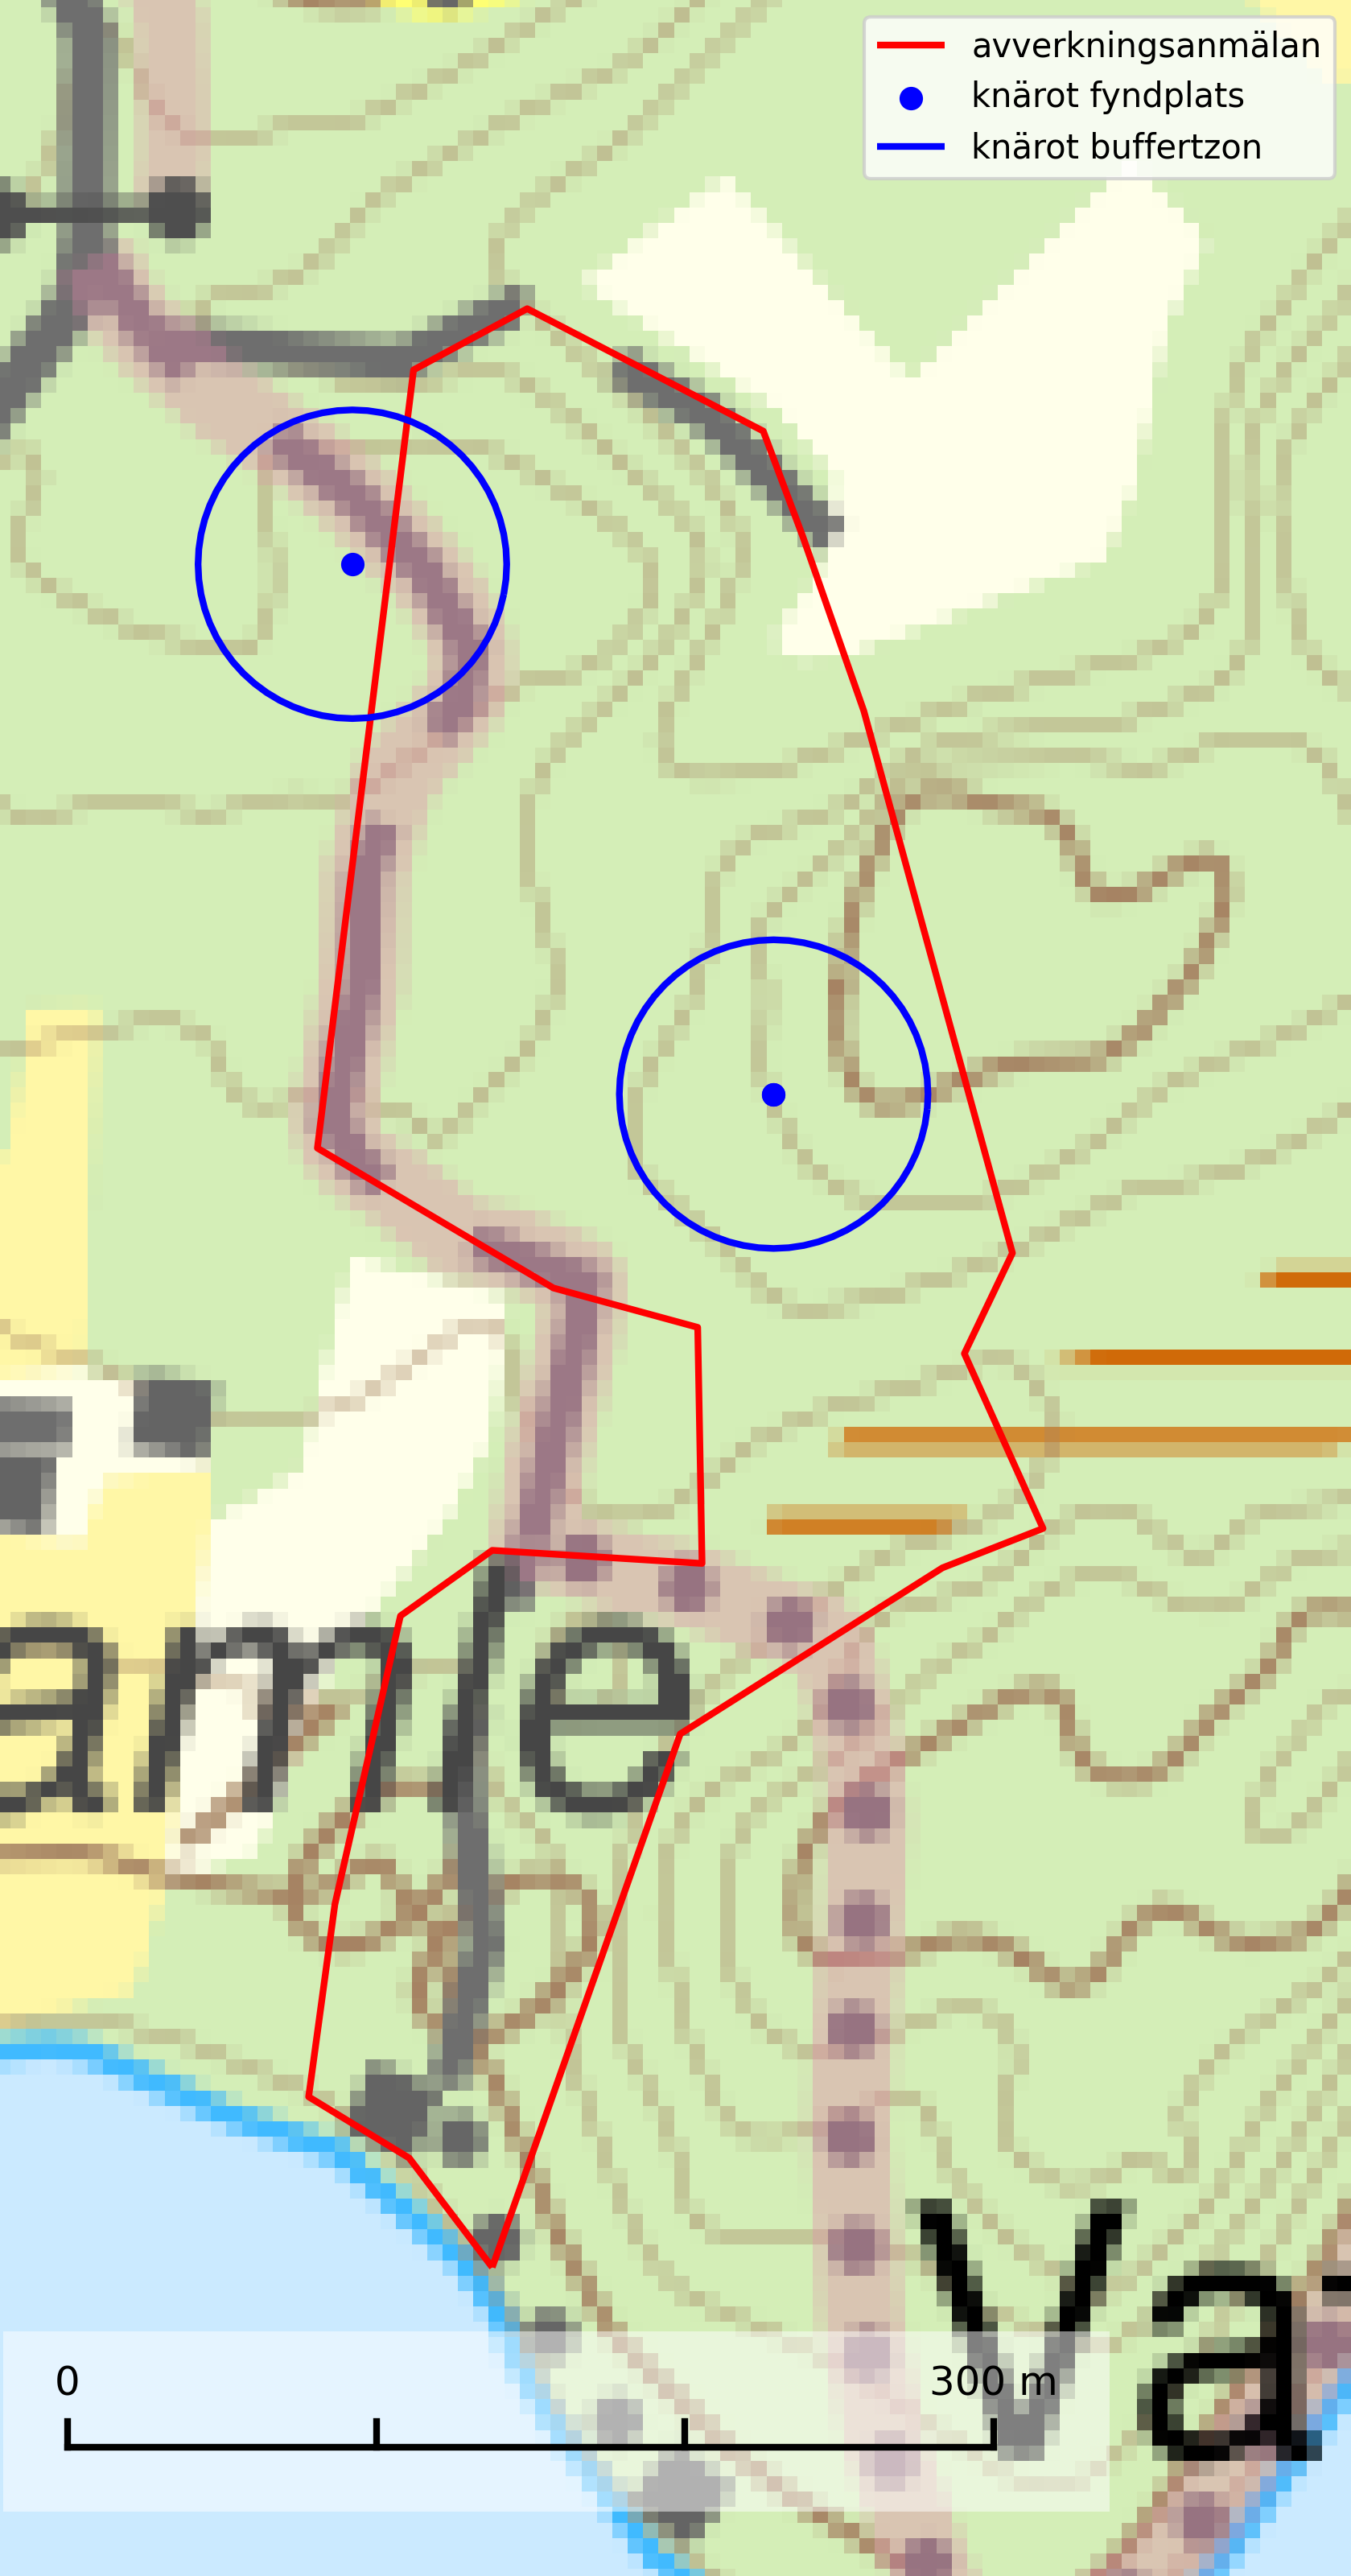 avverkningsanmälan
knärot fyndplats
knärot buffertzon
0 300 m